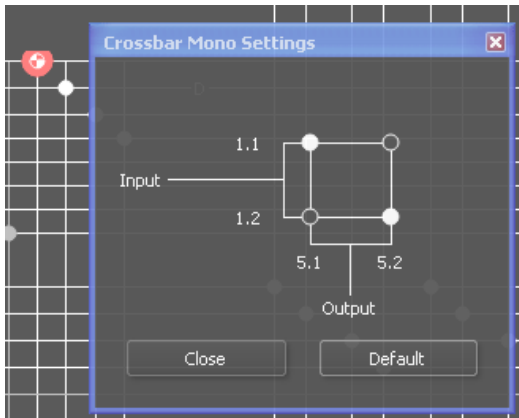 Crossbar Mono Settings
1.1
Input
1.2
5.1 5.2
Output
Close Default